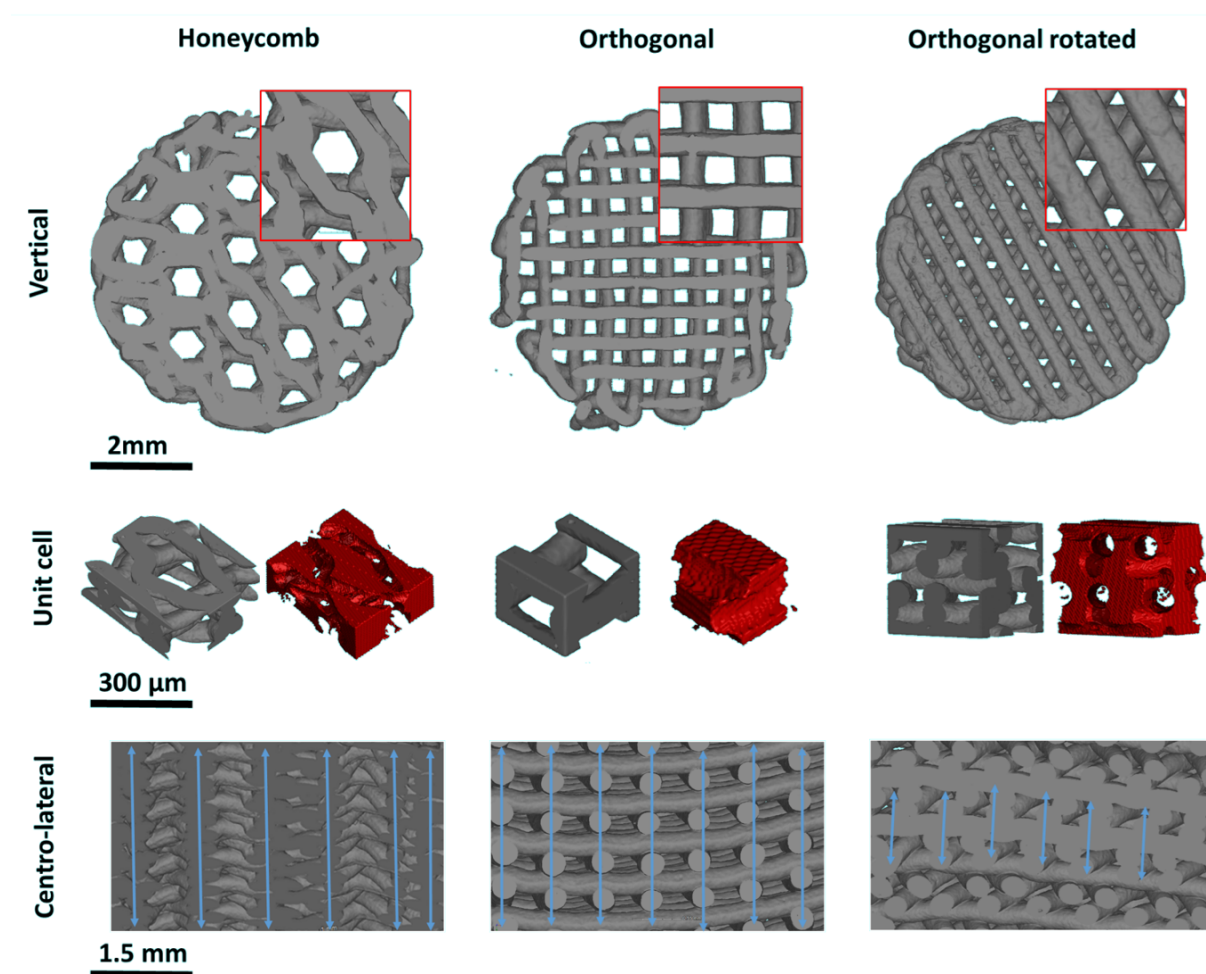 Honeycomb
Orthogonal
Orthogonal rotated
Vertical
2mm
Unit cell
300 µm
Centro-lateral
1.5 mm